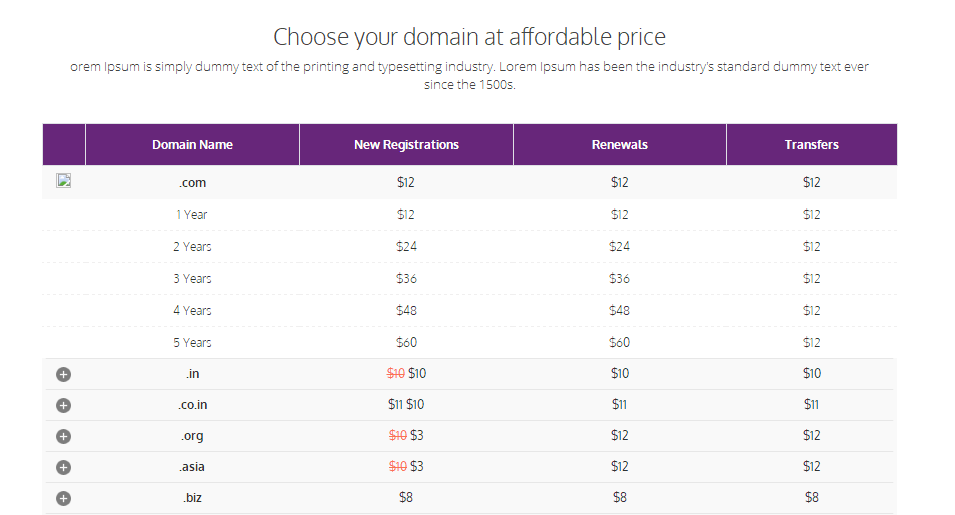 Choose your domain at affordable price
orem Ipsum is simply dummy text of the printing and typesetting industry. Lorem Ipsum has been the industry's standard dummy text ever
since the 1500s.
Domain Name New Registrations Renewals Transfers
.com $12 $12 $12
1 Year $12 $12 $12
2 Years $24 $24 $12
3 Years $36 $36 $12
4 Years $48 $48 $12
5 Years $60 $60 $12
.in $10 $10 $10 $10
.co.in $11 $10 $11 $11
.org $10 $3 $12 $12
.asia $10 $3 $12 $12
.biz $8 $8 $8